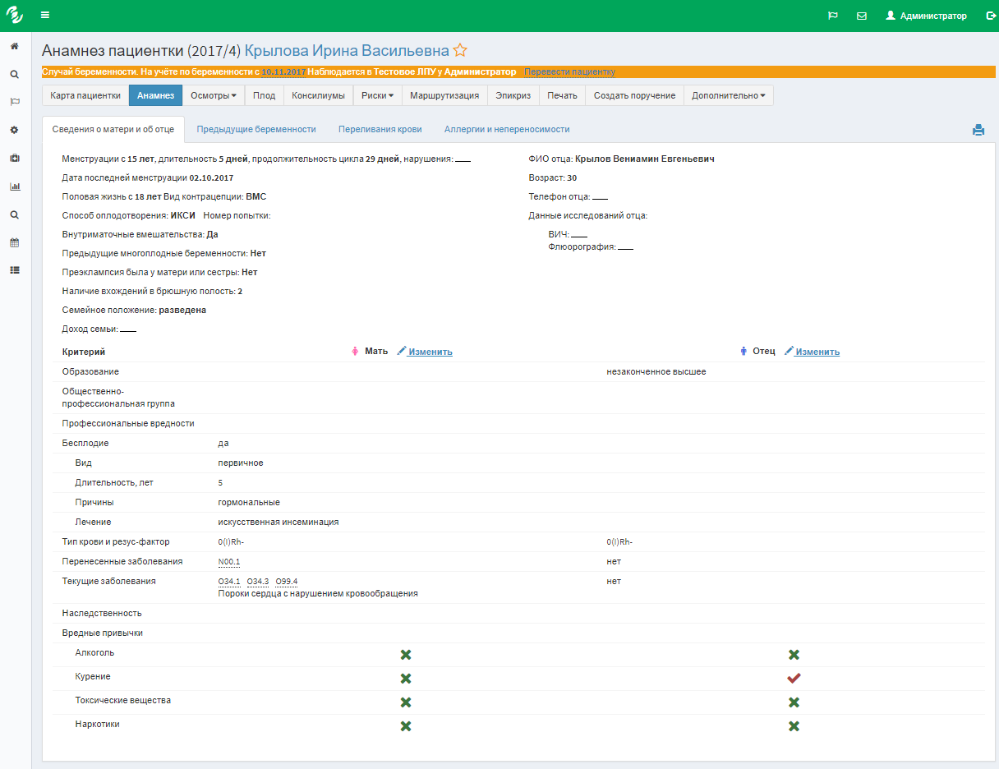 Администратор
Анамнез пациентки (2017/4) Крылова Ирина Васильевна
Случай беременности. На учёте по беременности с 10.11.2017 Наблюдается в Тестовое ЛПУ у Администратор Перевести пациентку
Карта пациентки Анамнез Осмотры Плод Консилиумы Риски Маршрутизация Эпикриз Печать Создать поручение Дополнительно
Сведения о матери и об отце Предыдущие беременности Переливания крови Аллергии и непереносимости
Менструации с 15 лет, длительность 5 дней, продолжительность цикла 29 дней, нарушения: ___
Дата последней менструации 02.10.2017
Половая жизнь с 18 лет Вид контрацепции: ВМС
Способ оплодотворения: ИКСИ Номер попытки:
Внутриматочные вмешательства: Да
Предыдущие многоплодные беременности: Нет
Преэклампсия была у матери или сестры: Нет
Наличие вхождений в брюшную полость: 2
Семейное положение: разведена
Доход семьи: ___
ФИО отца: Крылов Вениамин Евгеньевич
Возраст: 30
Телефон отца: ___
Данные исследований отца:
ВИЧ: ___
Флюорография: ___
Критерий Мать Изменить Отец Изменить
Образование незаконченное высшее
Общественно-
профессиональная группа
Профессиональные вредности
Бесплодие да
Вид первичное
Длительность, лет 5
Причины гормональные
Лечение искусственная инсеминация
Тип крови и резус-фактор 0(I)Rh- 0(I)Rh-
Перенесенные заболевания N00.1 нет
Текущие заболевания O34.1 O34.3 O99.4 нет
Пороки сердца с нарушением кровообращения
Наследственность
Вредные привычки
Алкоголь
Курение
Токсические вещества
Наркотики